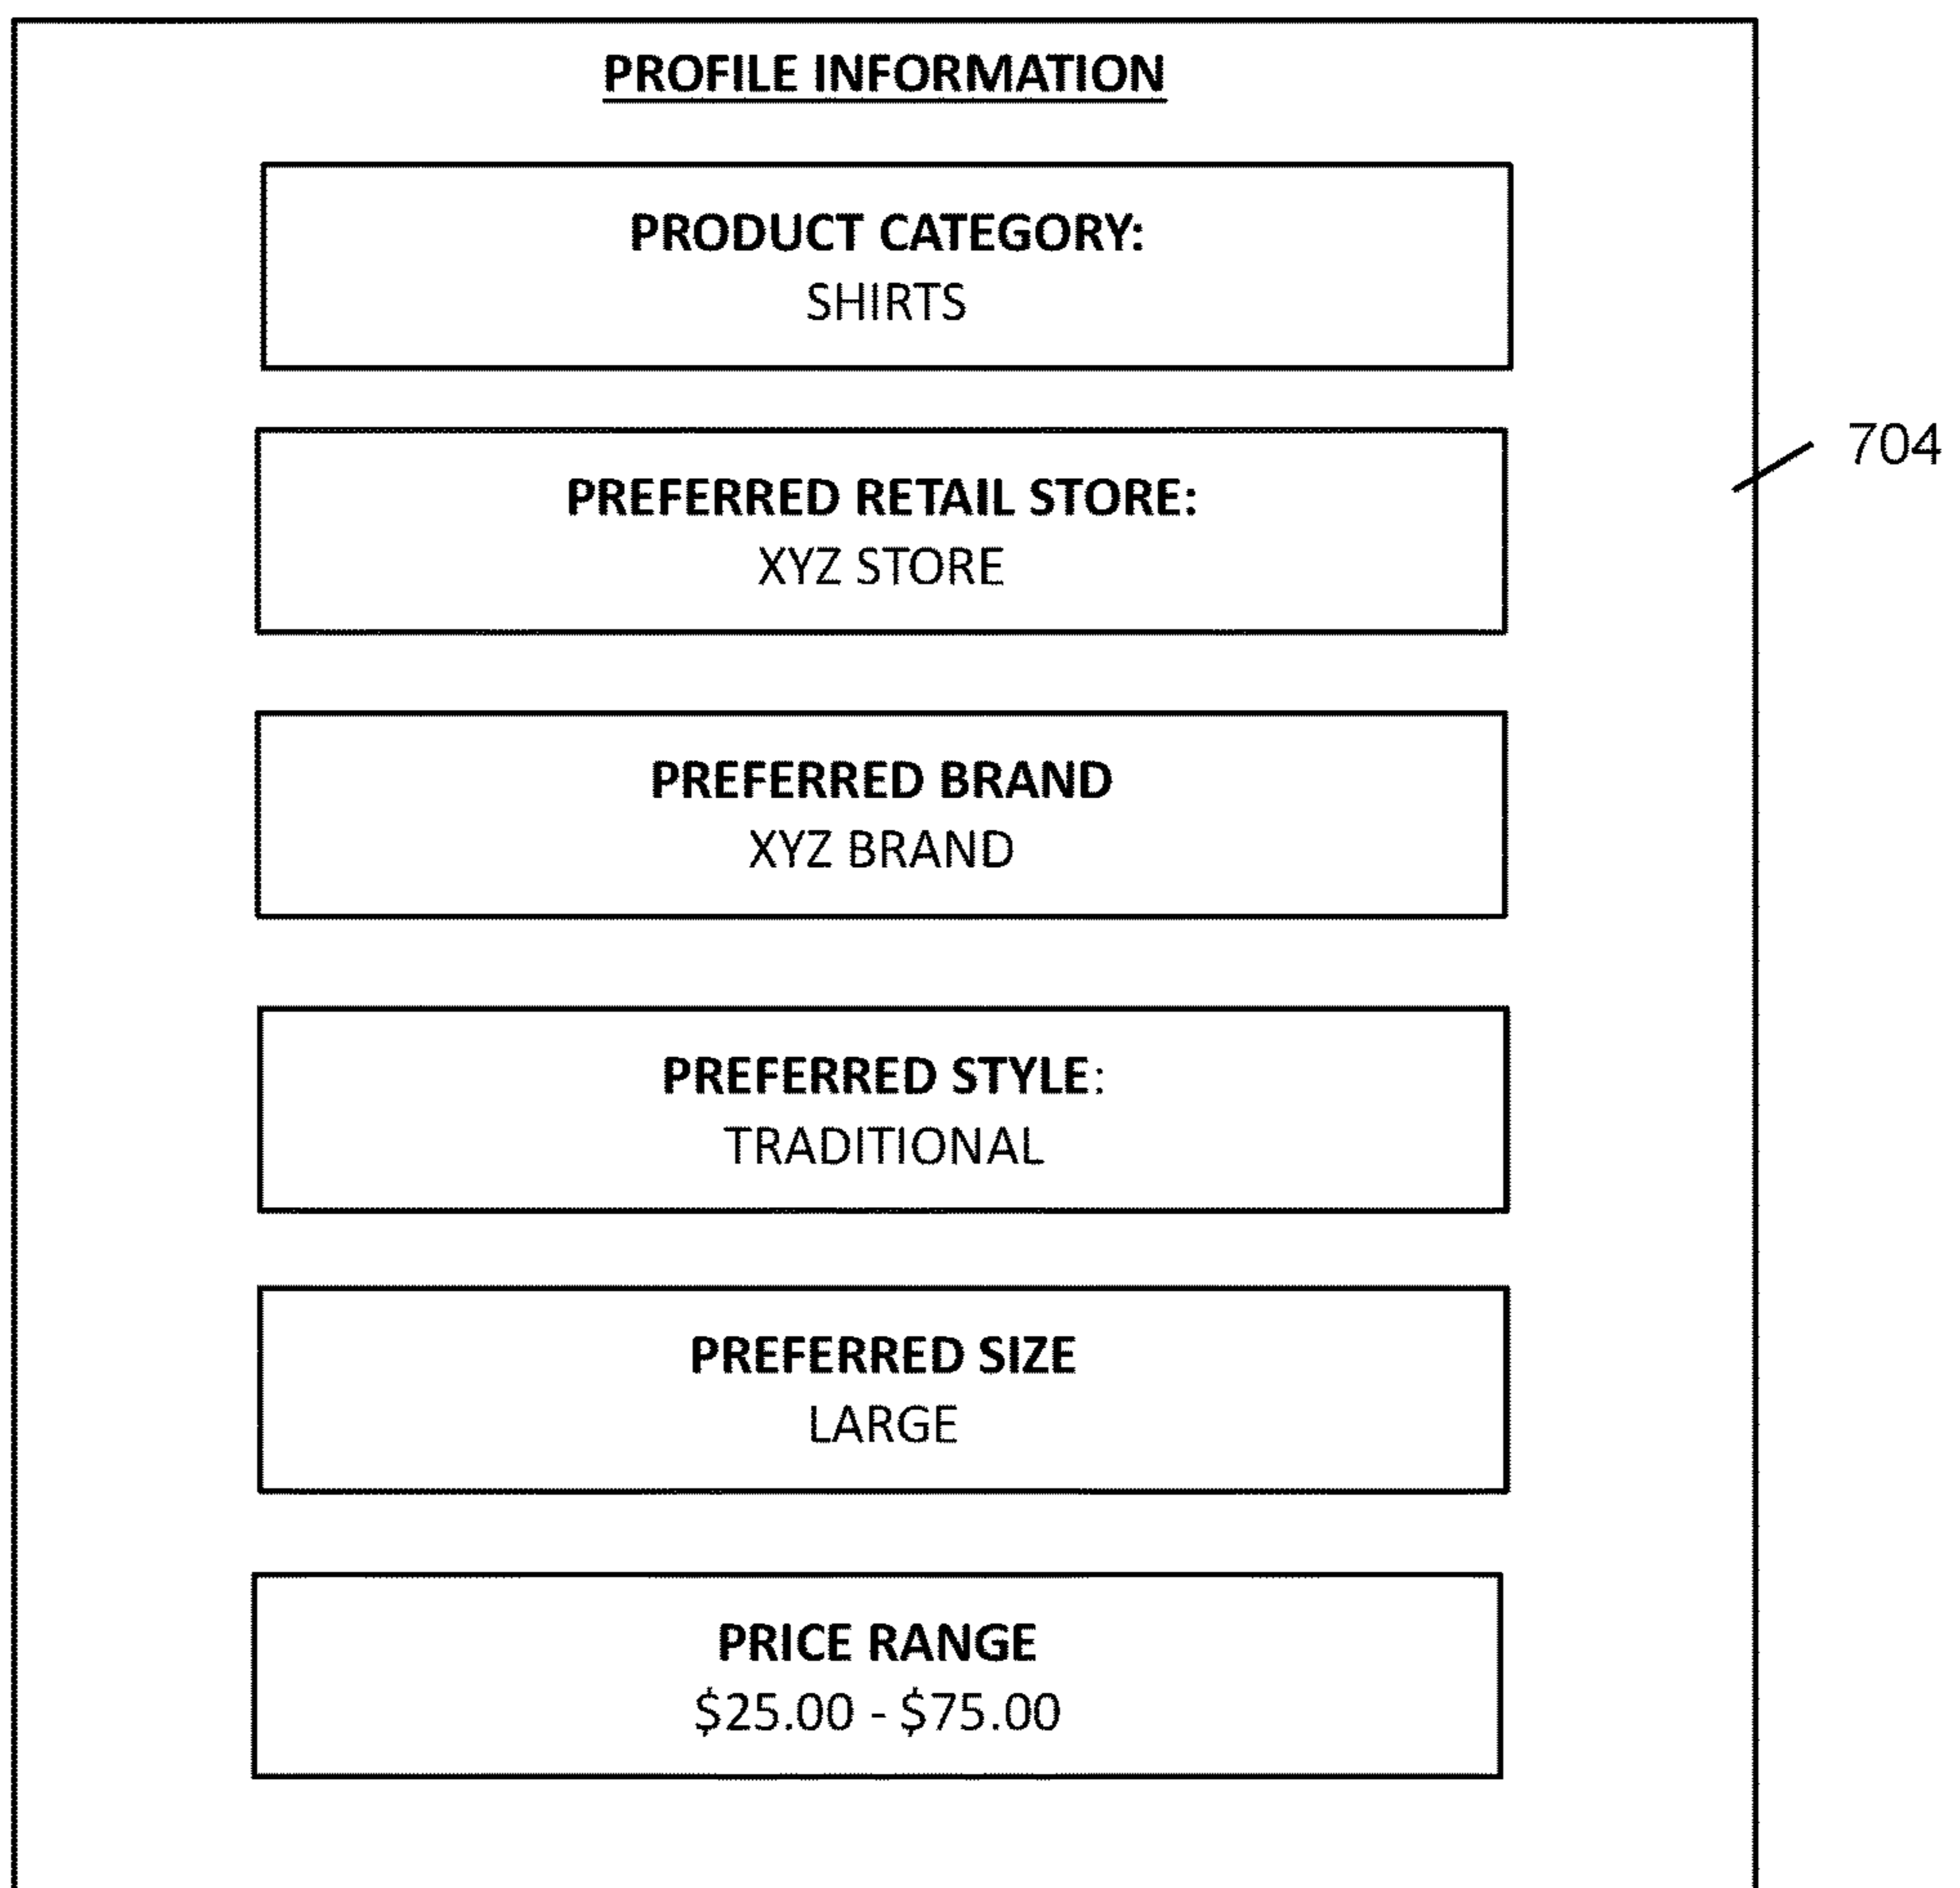 PROFILE INFORMATION
PRODUCT CATEGORY:
SHIRTS
PREFERRED RETAIL STORE:
XYZ STORE
704
PREFERRED BRAND
XYZ BRAND
PREFERRED STYLE:
TRADITIONAL
PREFERRED SIZE
LARGE
PRICE RANGE
$25.00 - $75.00